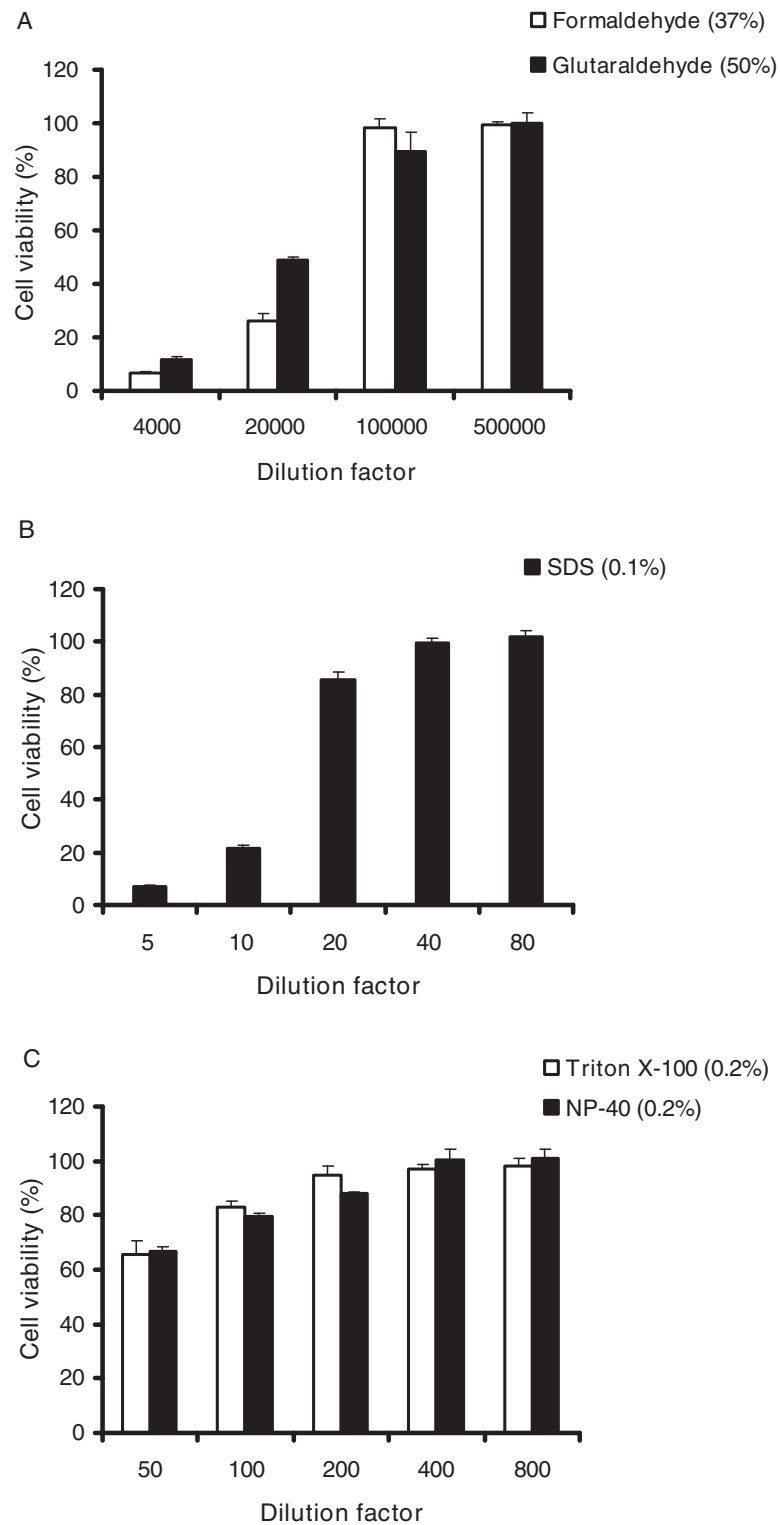 A
Formaldehyde (37%)
Glutaraldehyde (50%)
120
100
80
60
40
20
0
Cell viability (%)
4000 20000 100000 500000
Dilution factor
B
SDS (0.1%)
120
100
80
60
40
20
0
Cell viability (%)
5 10 20 40 80
Dilution factor
C
Triton X-100 (0.2%)
NP-40 (0.2%)
120
100
80
60
40
20
0
Cell viability (%)
50 100 200 400 800
Dilution factor